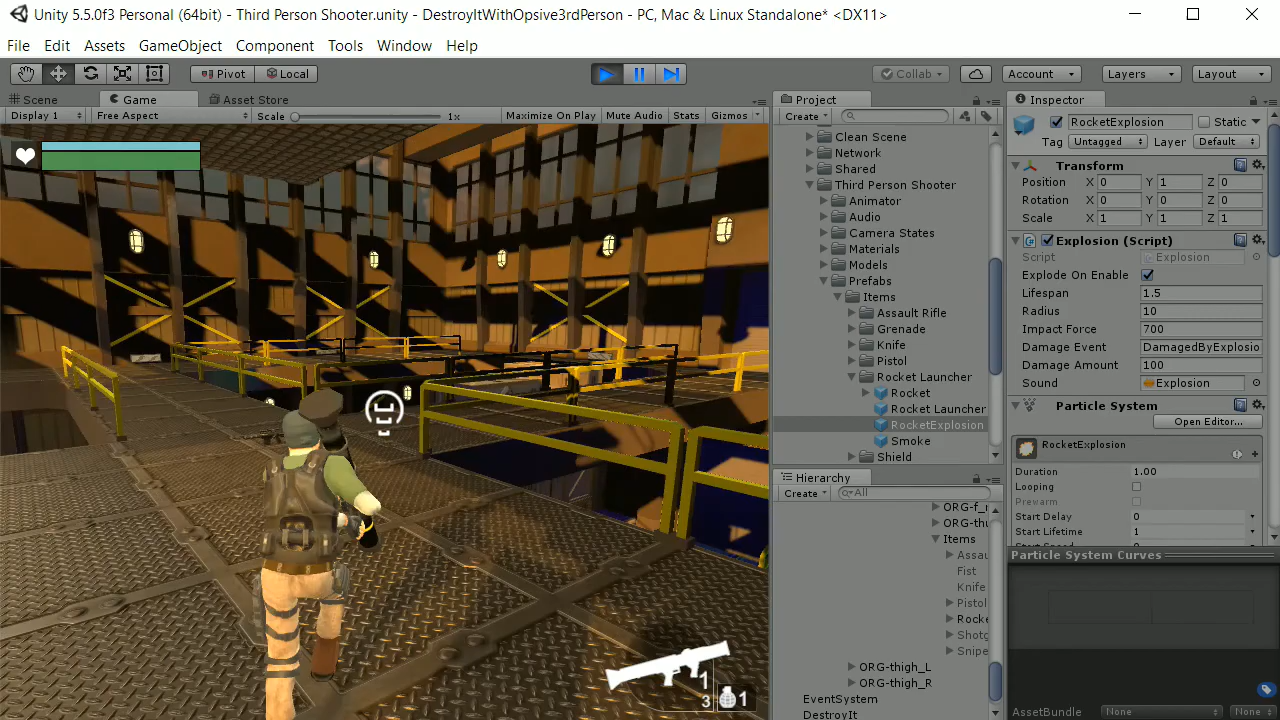 Unity 5.5.0f3 Personal (64bit) - Third Person Shooter.unity - DestroyItWithOpsive3rdPerson - PC, Mac & Linux Standalone* <DX11>
File Edit Assets GameObject Component Tools Window Help
Pivot Local Collab Account Layers Layout
Scene Game Asset Store
Display 1 Free Aspect Scale 1x Maximize On Play Mute Audio Stats Gizmos
1
3 1
Project
Create
Clean Scene
Network
Shared
Third Person Shooter
Animator
Audio
Camera States
Materials
Models
Prefabs
Items
Assault Rifle
Grenade
Knife
Pistol
Rocket Launcher
Rocket
Rocket Launcher
RocketExplosion
Smoke
Shield
Hierarchy
Create All
ORG-f_r
ORG-thu
Items
Assau
Fist
Knife
Pistol
Rocke
Shotg
Snipe
ORG-thigh_L
ORG-thigh_R
EventSystem
DestroyIt
Inspector
RocketExplosion Static
Tag Untagged Layer Default
Transform
Position X 0 Y 1 Z 0
Rotation X 0 Y 0 Z 0
Scale X 1 Y 1 Z 1
Explosion (Script)
Script Explosion
Explode On Enable
Lifespan 1.5
Radius 10
Impact Force 700
Damage Event DamagedByExplosio
Damage Amount 100
Sound Explosion
Particle System
Open Editor...
RocketExplosion
Duration 1.00
Looping
Prewarm
Start Delay 0
Start Lifetime 1
Particle System Curves
AssetBundle None None